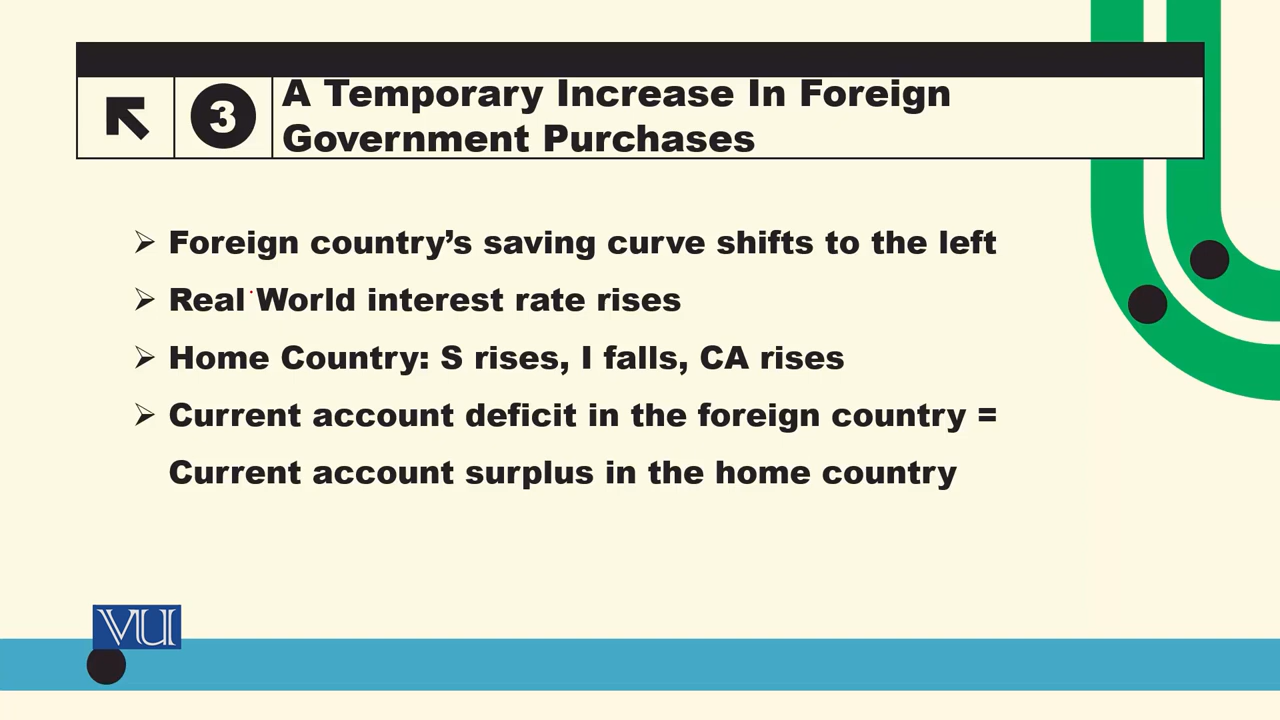 3
A Temporary Increase In Foreign
Government Purchases
Foreign country’s saving curve shifts to the left
Real World interest rate rises
Home Country: S rises, I falls, CA rises
Current account deficit in the foreign country =
Current account surplus in the home country
VU